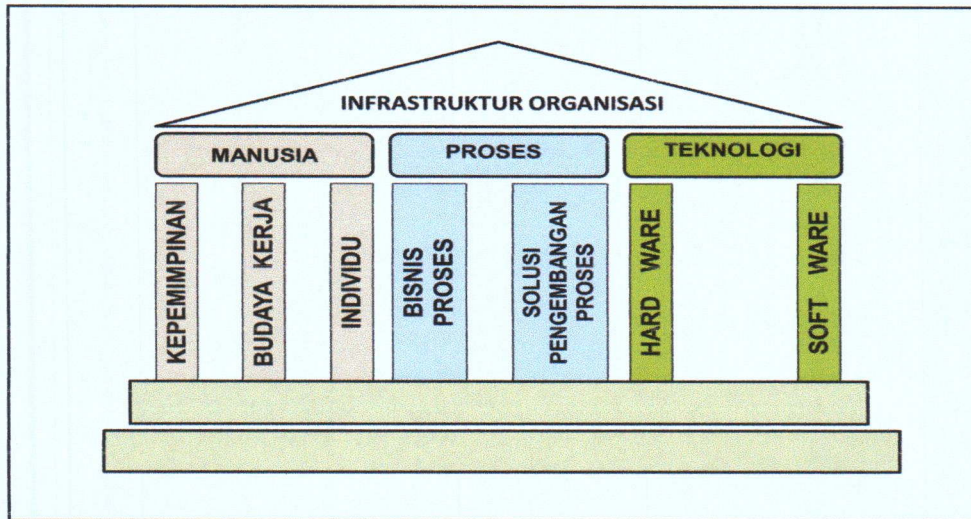 INFRASTRUKTUR ORGANISASI
MANUSIA
PROSES
TEKNOLOGI
KEPEMIMPINAN
BUDAYA KERJA
INDIVIDU
BISNIS
PROSES
SOLUSI
PENGEMBANGAN
PROSES
HARD WARE
SOFT WARE